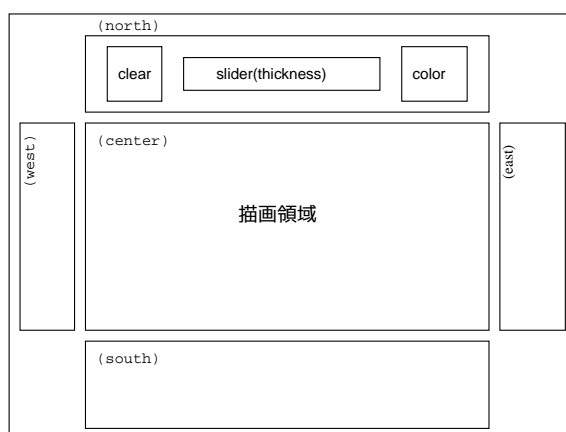 (north)
clear
slider(thickness)
color
(west)
(center)
(east)
描画領域
(south)